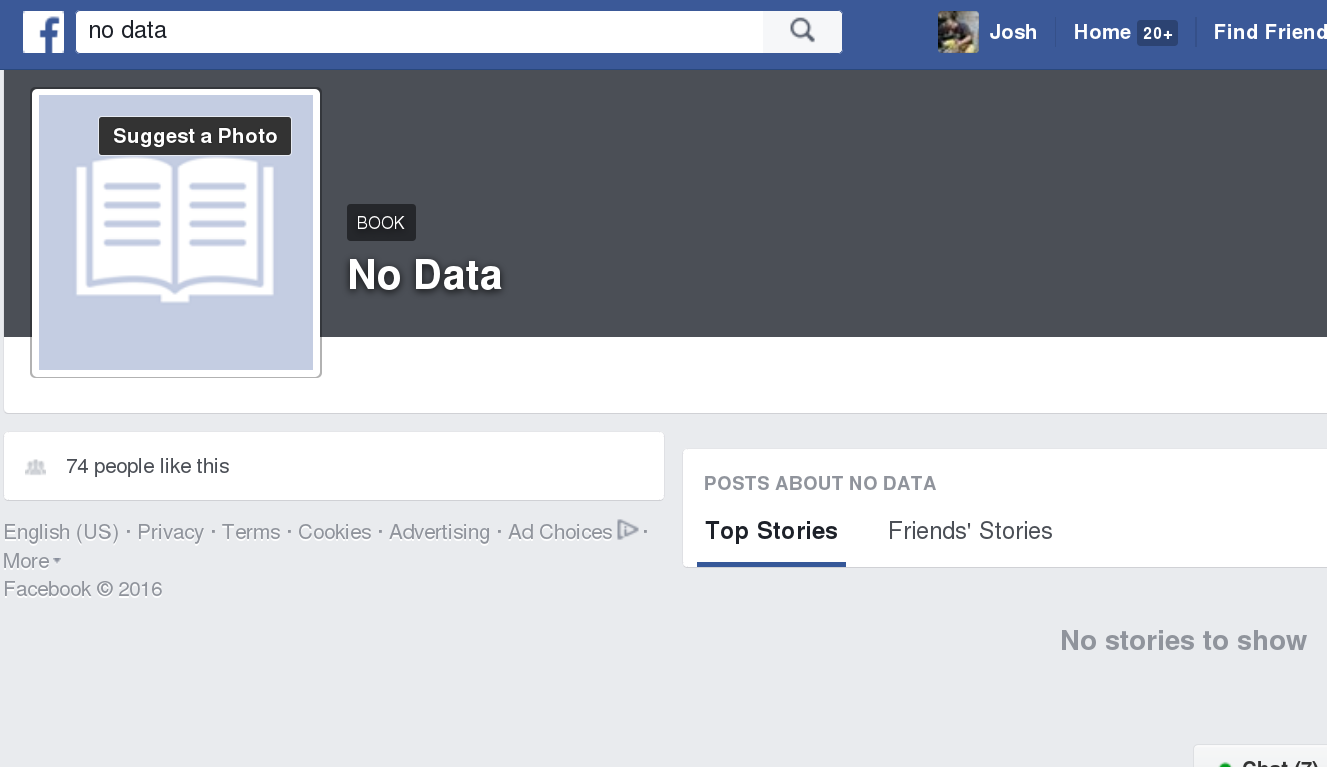 f no data Josh Home 20+ Find Friend
Suggest a Photo
BOOK
No Data
74 people like this
English (US) · Privacy · Terms · Cookies · Advertising · Ad Choices ·
More
Facebook © 2016
POSTS ABOUT NO DATA
Top Stories Friends' Stories
No stories to show
Chat (7)